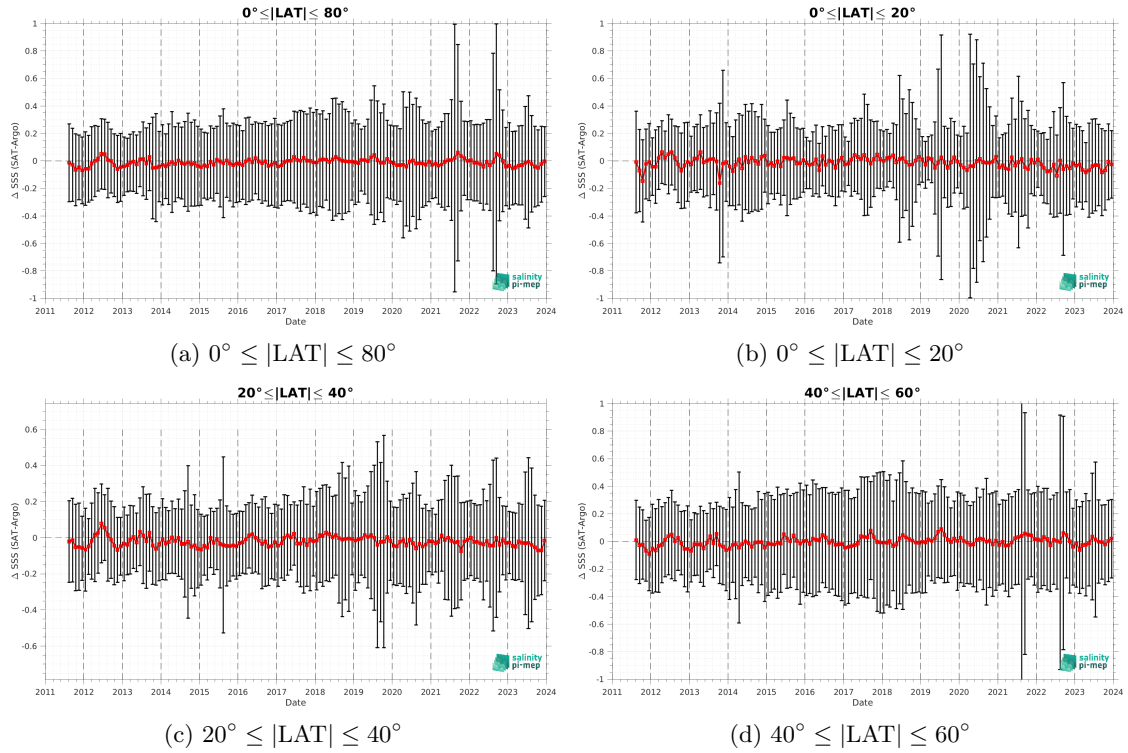 0°≤|LAT|≤ 80°
1
0.8
0.6
0.4
0.2
0
-0.2
-0.4
-0.6
-0.8
-1
Δ SSS (SAT-Argo)
2011 2012 2013 2014 2015 2016 2017 2018 2019 2020 2021 2022 2023 2024
Date
salinity
pi-mep
(a) 0° ≤ |LAT| ≤ 80°
0°≤|LAT|≤ 20°
1
0.8
0.6
0.4
0.2
0
-0.2
-0.4
-0.6
-0.8
-1
Δ SSS (SAT-Argo)
2011 2012 2013 2014 2015 2016 2017 2018 2019 2020 2021 2022 2023 2024
Date
salinity
pi-mep
(b) 0° ≤ |LAT| ≤ 20°
20°≤|LAT|≤ 40°
0.6
0.4
0.2
0
-0.2
-0.4
-0.6
Δ SSS (SAT-Argo)
2011 2012 2013 2014 2015 2016 2017 2018 2019 2020 2021 2022 2023 2024
Date
salinity
pi-mep
(c) 20° ≤ |LAT| ≤ 40°
40°≤|LAT|≤ 60°
1
0.8
0.6
0.4
0.2
0
-0.2
-0.4
-0.6
-0.8
-1
Δ SSS (SAT-Argo)
2011 2012 2013 2014 2015 2016 2017 2018 2019 2020 2021 2022 2023 2024
Date
salinity
pi-mep
(d) 40° ≤ |LAT| ≤ 60°